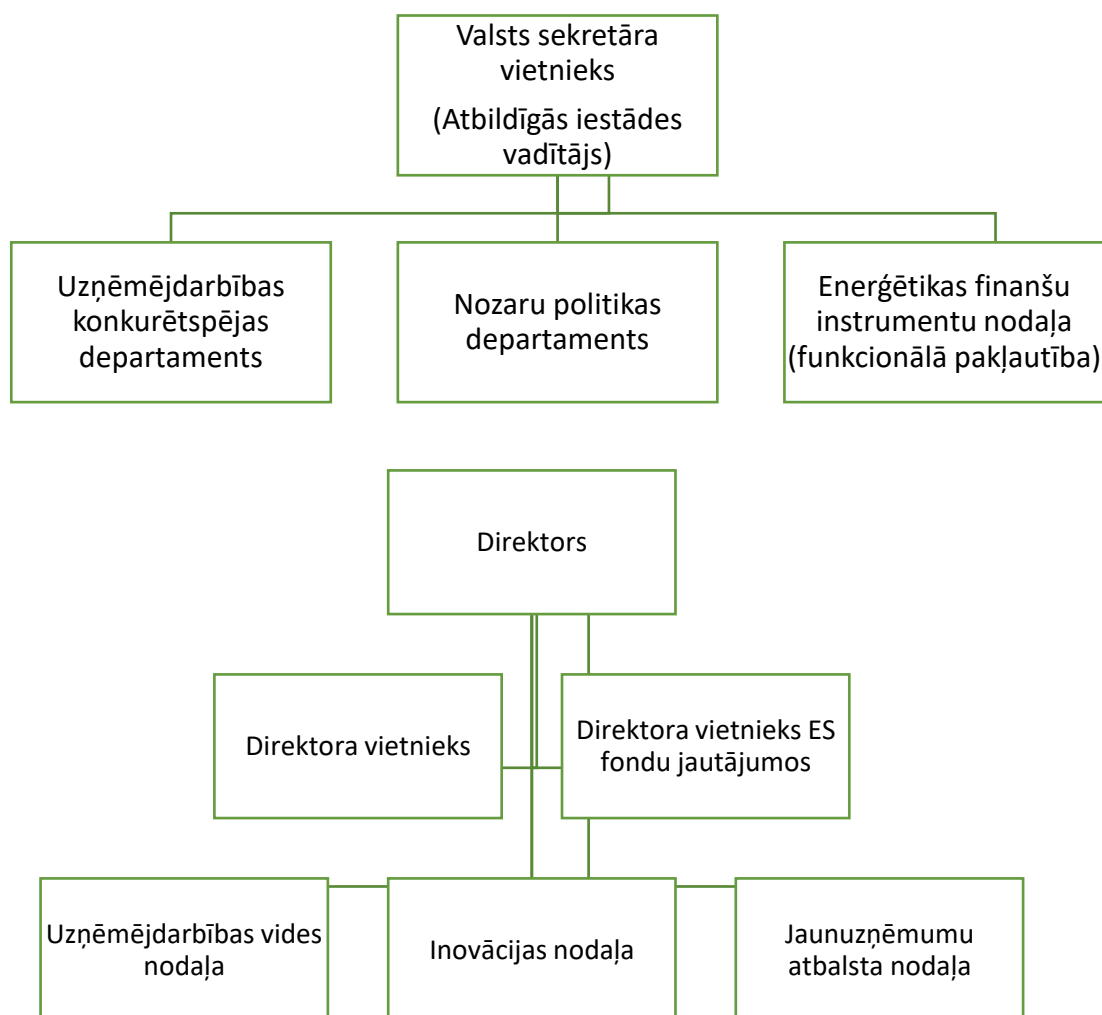 Valsts sekretāra
vietnieks
(Atbildīgās iestādes
vadītājs)
Uzņēmējdarbības
konkurētspējas
departaments
Nozaru politikas
departaments
Enerģētikas finanšu
instrumentu nodaļa
(funkcionālā pakļautība)
Direktors
Direktora vietnieks
Direktora vietnieks ES
fondu jautājumos
Uzņēmējdarbības vides
nodaļa
Inovācijas nodaļa
Jaunuzņēmumu
atbalsta nodaļa